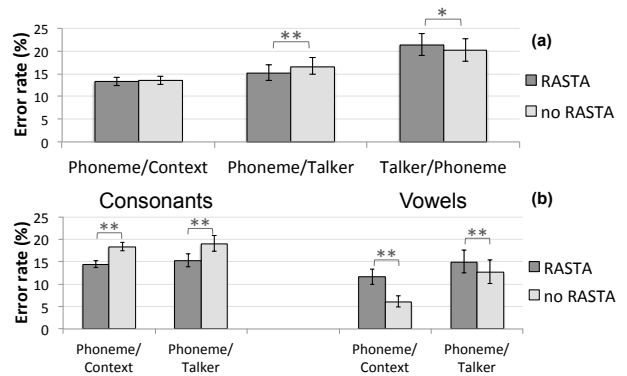 Error rate (%)
25
20
15
10
5
0
** *
(a)
RASTA
no RASTA
Phoneme/Context Phoneme/Talker Talker/Phoneme
Consonants Vowels (b)
Error rate (%)
25
20
15
10
5
0
** ** ** **
RASTA
no RASTA
Phoneme/ Phoneme/ Phoneme/ Phoneme/
Context Talker Context Talker